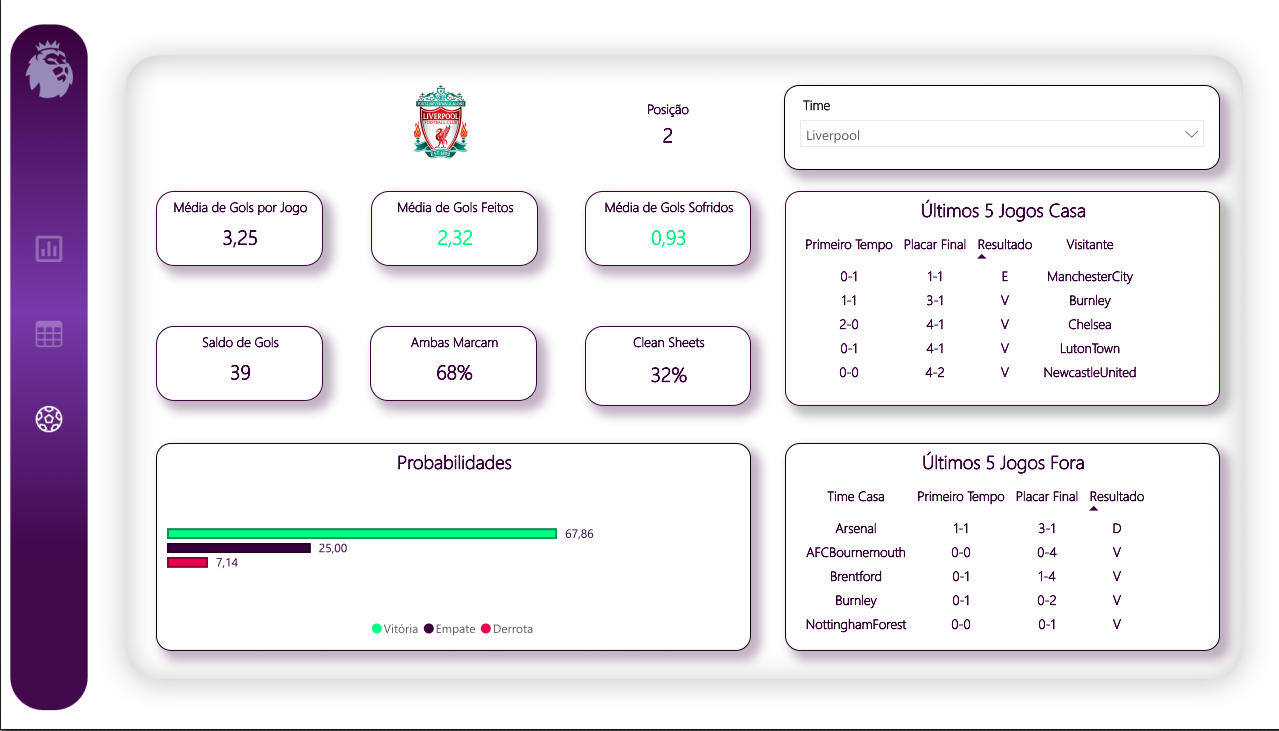 YOU'LL NEVER WALK ALONE
LIVERPOOL
FOOTBALL CLUB
EST·1892
Posição
2
Time
Liverpool
Média de Gols por Jogo
3,25
Média de Gols Feitos
2,32
Média de Gols Sofridos
0,93
Saldo de Gols
39
Ambas Marcam
68%
Clean Sheets
32%
Últimos 5 Jogos Casa
Primeiro Tempo Placar Final Resultado Visitante
0-1 1-1 E ManchesterCity
1-1 3-1 V Burnley
2-0 4-1 V Chelsea
0-1 4-1 V LutonTown
0-0 4-2 V NewcastleUnited
Probabilidades
67,86
25,00
7,14
Vitória Empate Derrota
Últimos 5 Jogos Fora
Time Casa Primeiro Tempo Placar Final Resultado
Arsenal 1-1 3-1 D
AFCBournemouth 0-0 0-4 V
Brentford 0-1 1-4 V
Burnley 0-1 0-2 V
NottinghamForest 0-0 0-1 V